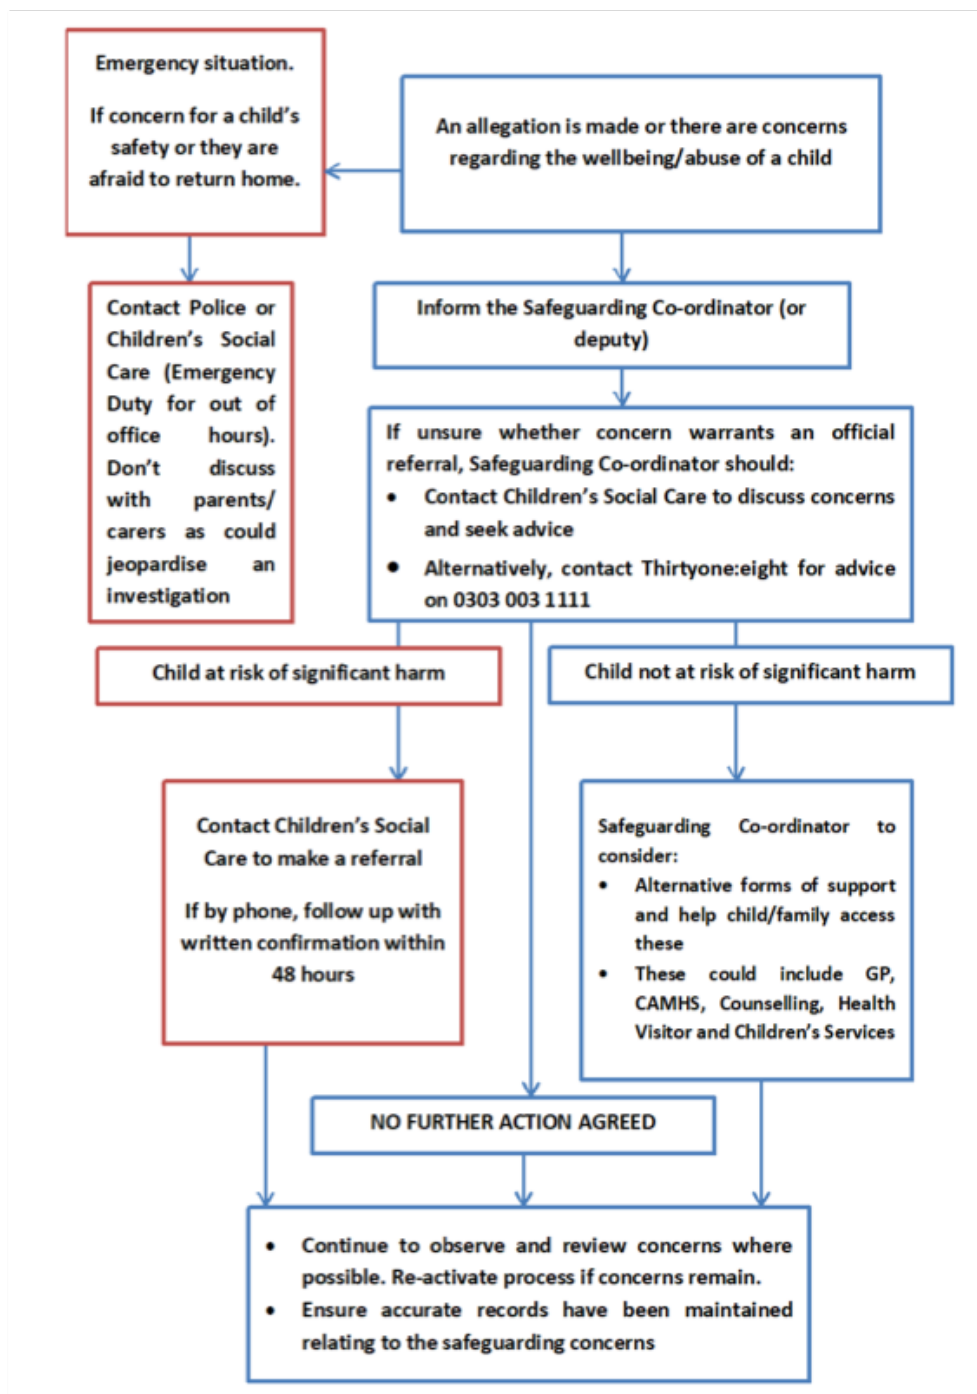 Emergency situation.
If concern for a child's
safety or they are
afraid to return home.
An allegation is made or there are concerns
regarding the wellbeing/abuse of a child
Contact Police or
Children's Social
Care (Emergency
Duty for out of
office hours).
Don't discuss
with parents/
carers as could
jeopardise an
investigation
Inform the Safeguarding Co-ordinator (or
deputy)
If unsure whether concern warrants an official
referral, Safeguarding Co-ordinator should:
• Contact Children's Social Care to discuss concerns
and seek advice
• Alternatively, contact Thirtyone:eight for advice
on 0303 003 1111
Child at risk of significant harm
Child not at risk of significant harm
Contact Children's Social
Care to make a referral
If by phone, follow up with
written confirmation within
48 hours
Safeguarding Co-ordinator to
consider:
• Alternative forms of support
and help child/family access
these
• These could include GP,
CAMHS, Counselling, Health
Visitor and Children's Services
NO FURTHER ACTION AGREED
• Continue to observe and review concerns where
possible. Re-activate process if concerns remain.
• Ensure accurate records have been maintained
relating to the safeguarding concerns